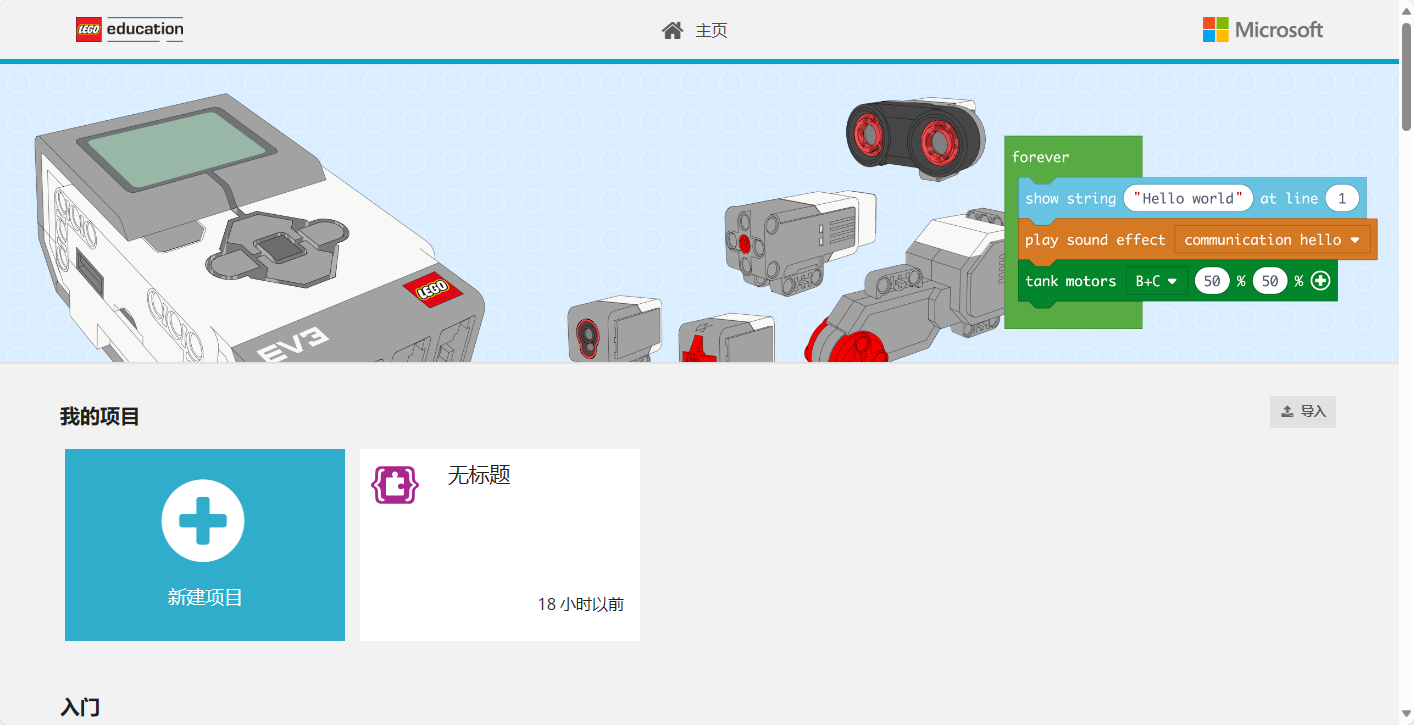 LEGO education
主页
Microsoft
forever
show string "Hello world" at line 1
play sound effect communication hello
tank motors B+C 50 % 50 %
LEGO
EV3
我的项目
导入
新建项目
无标题
18 小时以前
入门